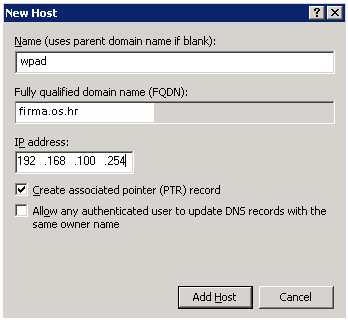 New Host
Name (uses parent domain name if blank):
wpad
Fully qualified domain name (FQDN):
firma.os.hr
IP address:
192 .168 .100 .254
Create associated pointer (PTR) record
Allow any authenticated user to update DNS records with the
same owner name
Add Host
Cancel